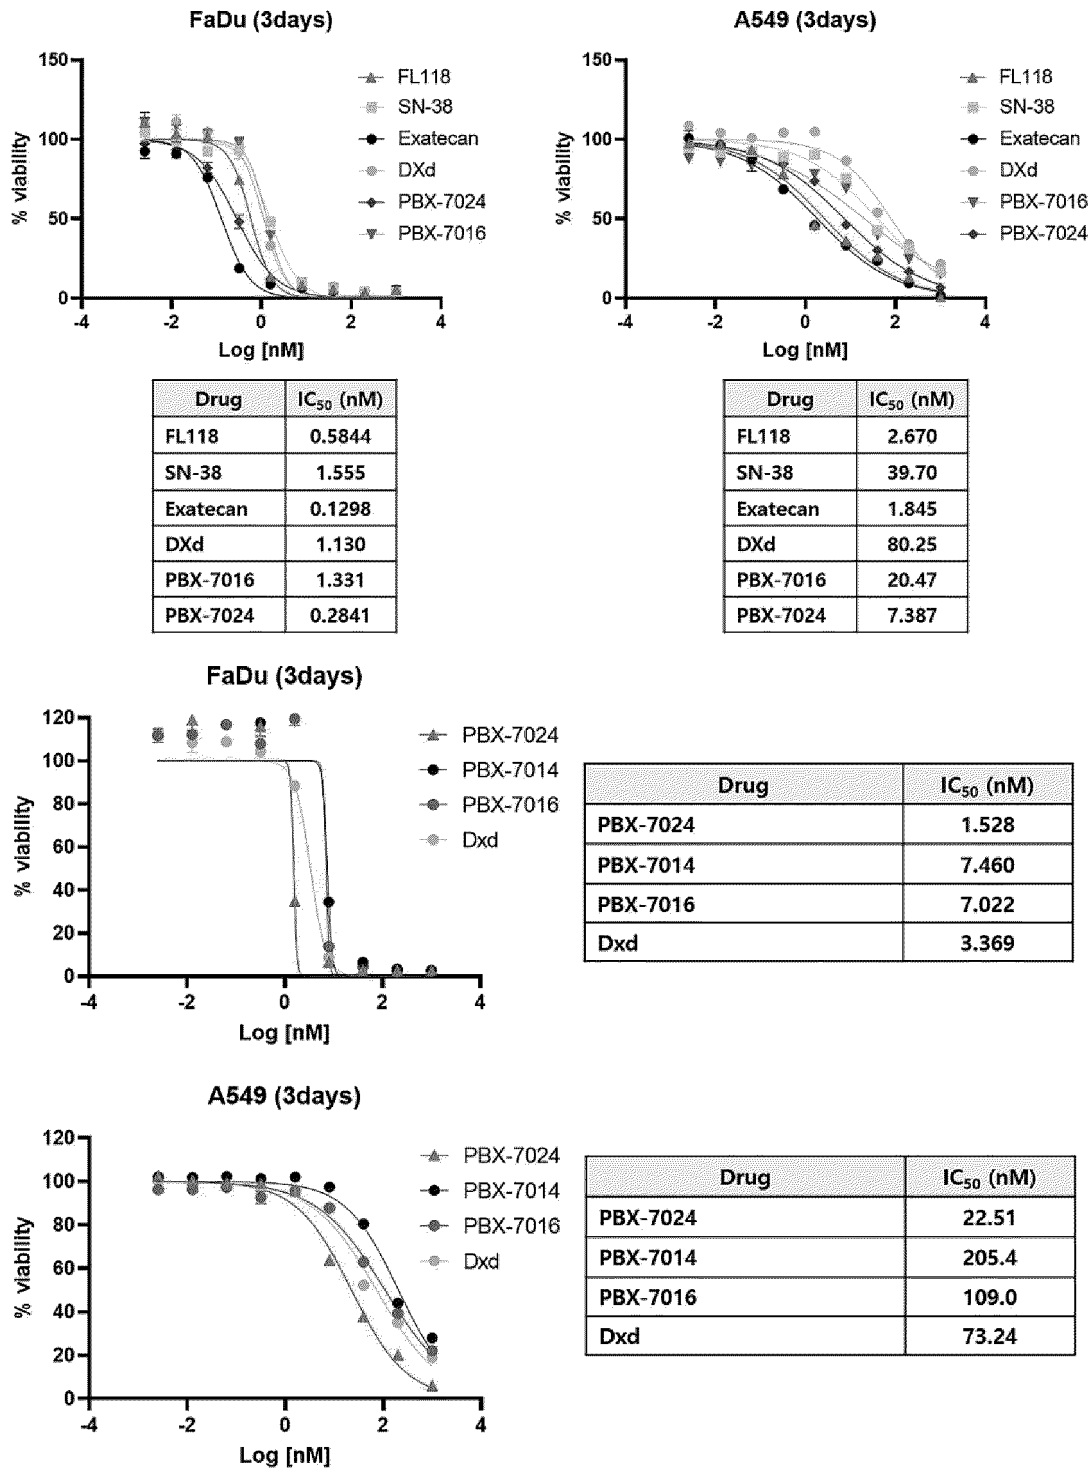 FaDu (3days)
150
100
50
0
% viability
-4
-2
0
2
4
Log [nM]
FL118
SN-38
Exatecan
DXd
PBX-7024
PBX-7016
A549 (3days)
150
100
50
0
% viability
-4
-2
0
2
4
Log [nM]
FL118
SN-38
Exatecan
DXd
PBX-7016
PBX-7024
Drug IC50 (nM)
FL118 0.5844
SN-38 1.555
Exatecan 0.1298
DXd 1.130
PBX-7016 1.331
PBX-7024 0.2841
Drug IC50 (nM)
FL118 2.670
SN-38 39.70
Exatecan 1.845
DXd 80.25
PBX-7016 20.47
PBX-7024 7.387
FaDu (3days)
120
100
80
60
40
20
0
% viability
-4
-2
0
2
4
Log [nM]
PBX-7024
PBX-7014
PBX-7016
Dxd
Drug IC50 (nM)
PBX-7024 1.528
PBX-7014 7.460
PBX-7016 7.022
Dxd 3.369
A549 (3days)
120
100
80
60
40
20
0
% viability
-4
-2
0
2
4
Log [nM]
PBX-7024
PBX-7014
PBX-7016
Dxd
Drug IC50 (nM)
PBX-7024 22.51
PBX-7014 205.4
PBX-7016 109.0
Dxd 73.24